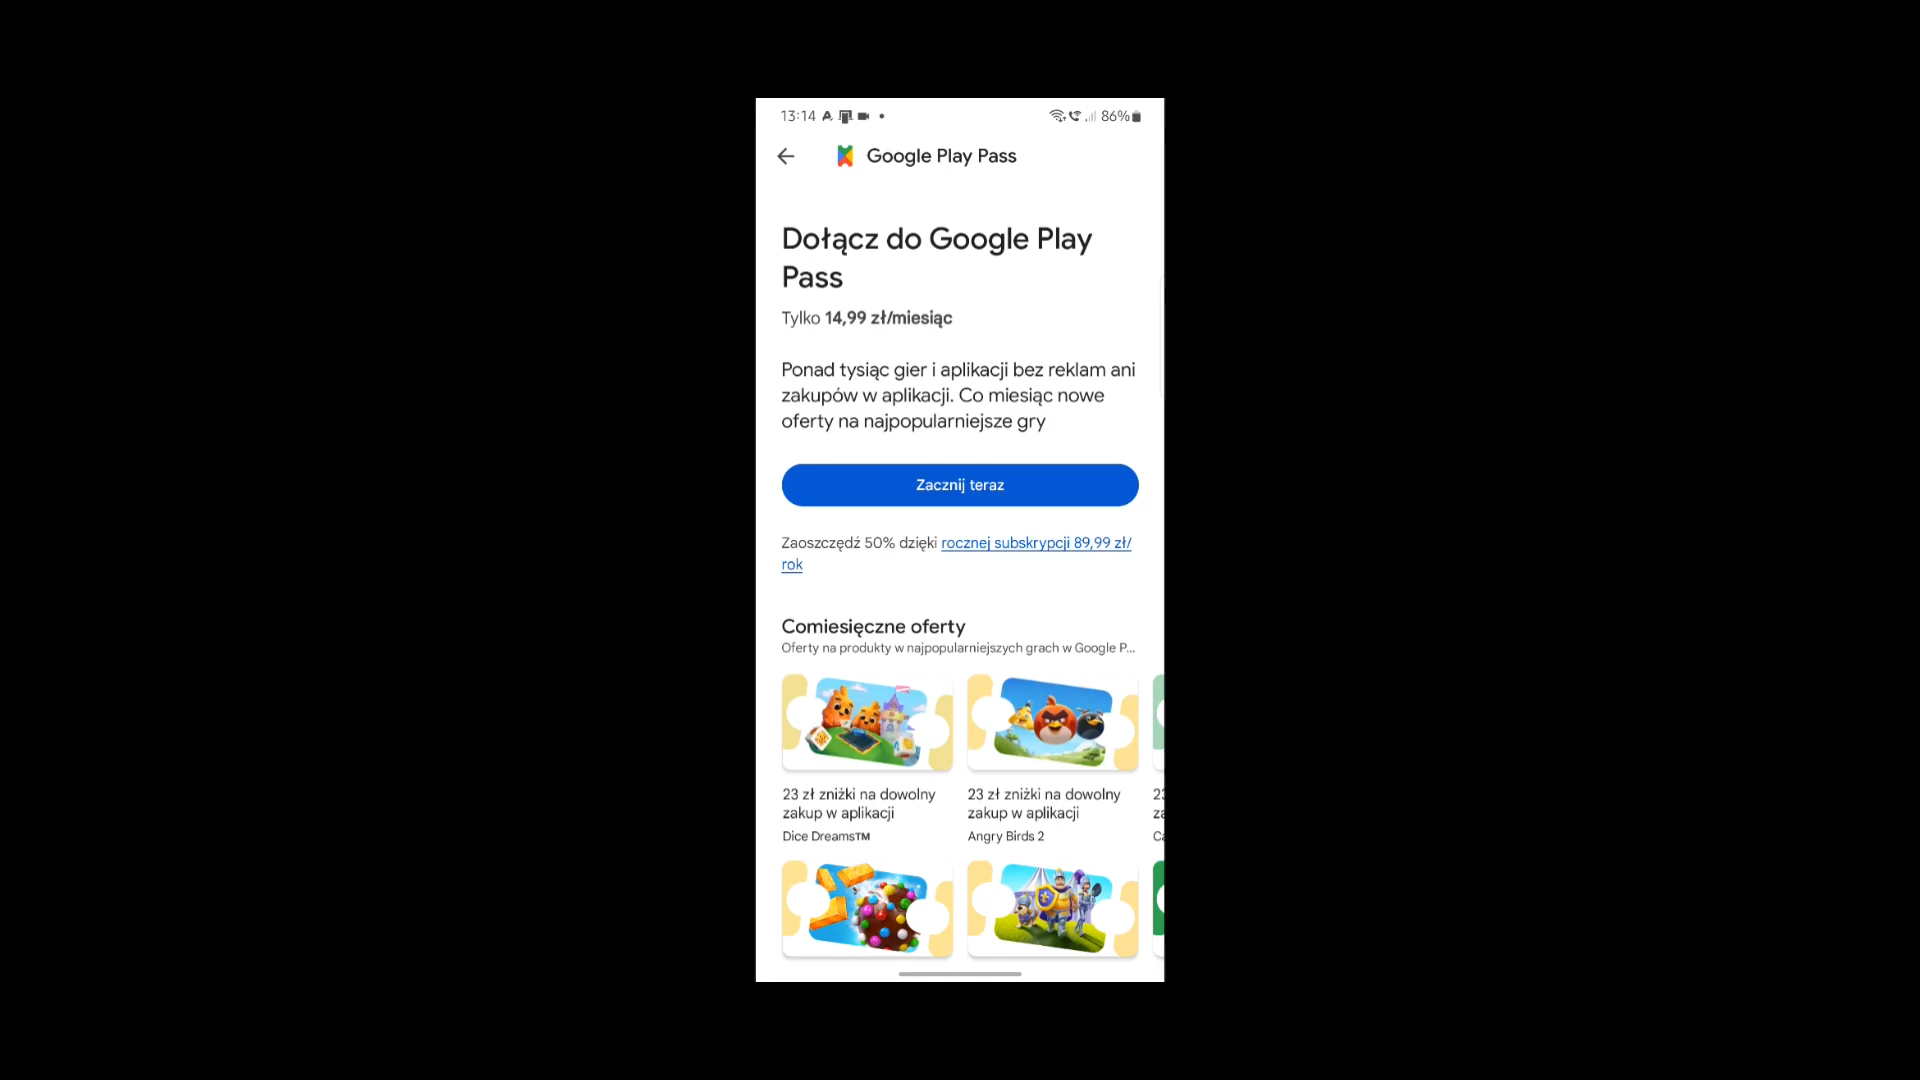 13:14 86%
Google Play Pass
Dołącz do Google Play
Pass
Tylko 14,99 zł/miesiąc
Ponad tysiąc gier i aplikacji bez reklam ani
zakupów w aplikacji. Co miesiąc nowe
oferty na najpopularniejsze gry
Zacznij teraz
Zaoszczędź 50% dzięki rocznej subskrypcji 89,99 zł/
rok
Comiesięczne oferty
Oferty na produkty w najpopularniejszych grach w Google P...
23 zł zniżki na dowolny
zakup w aplikacji
Dice Dreams™
23 zł zniżki na dowolny
zakup w aplikacji
Angry Birds 2